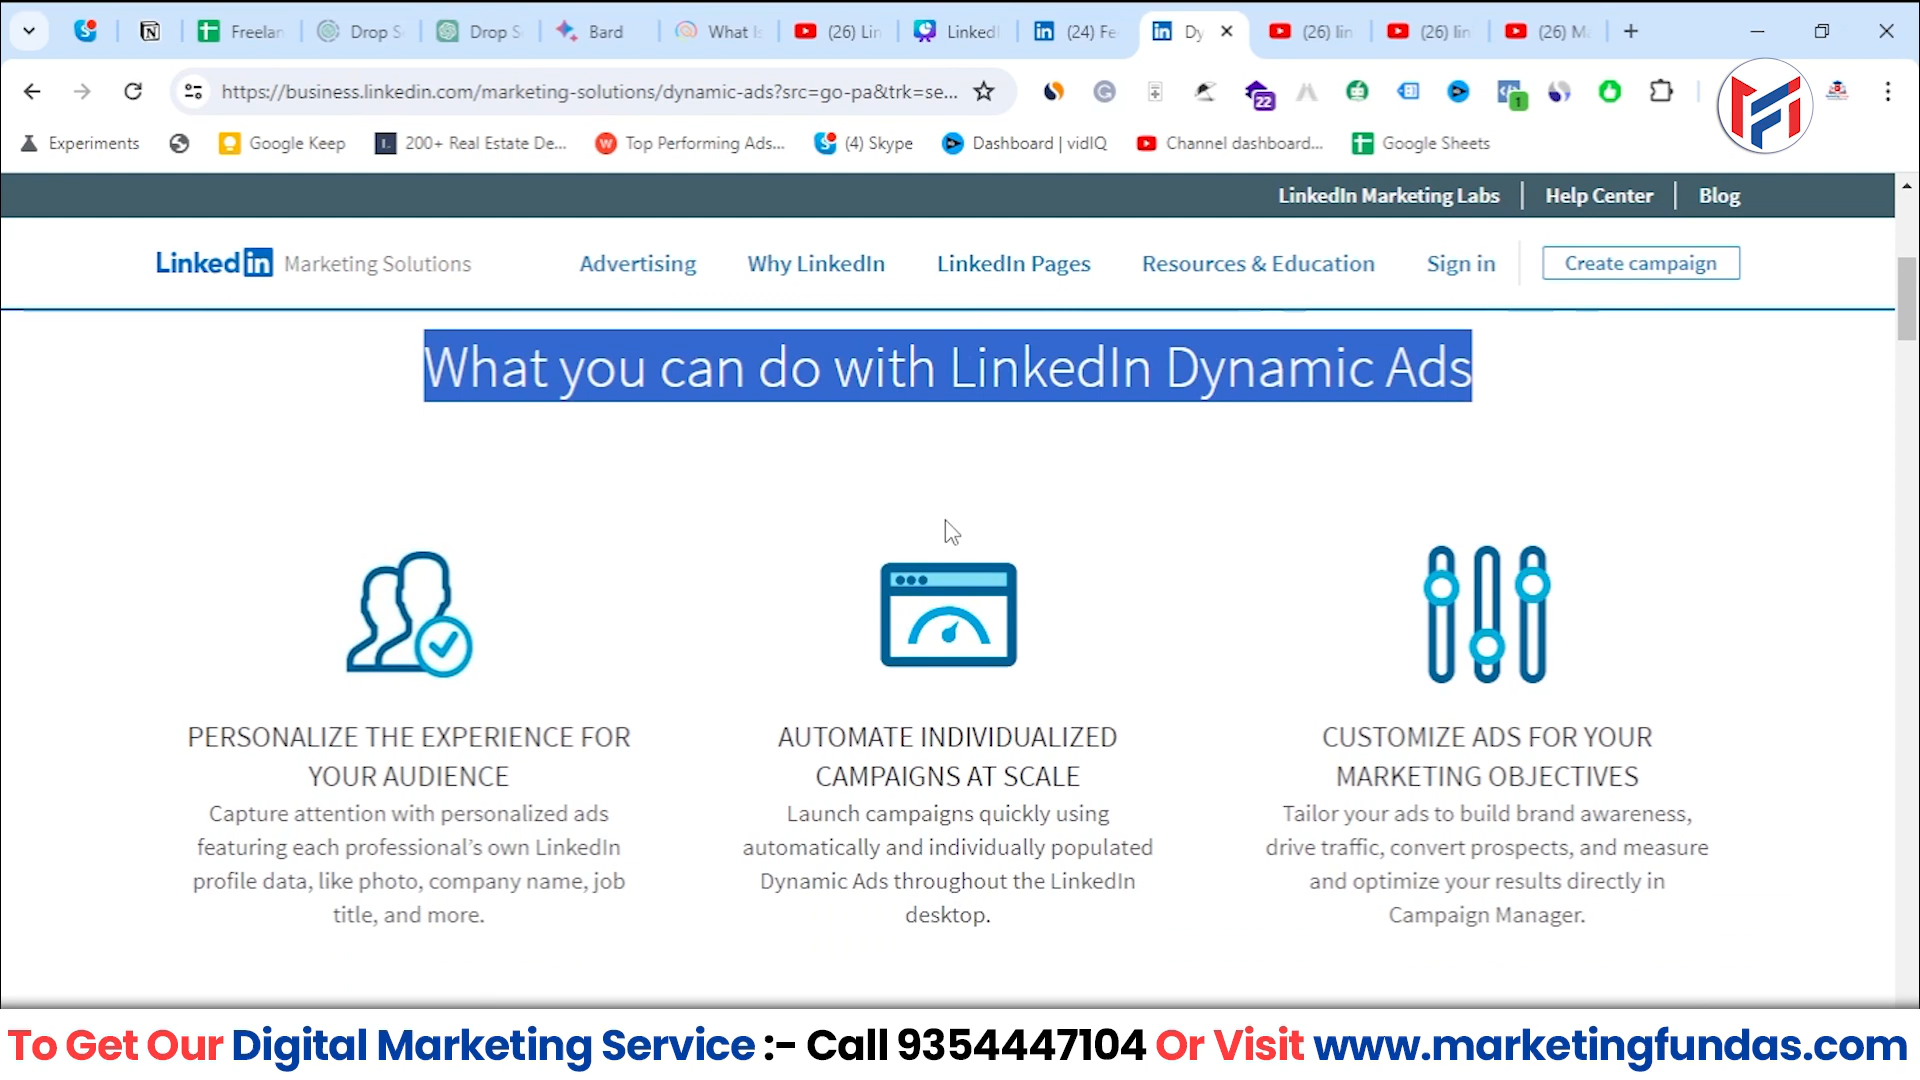 Freelan
Drop S
Drop S
Bard
What Is
(26) Lin
LinkedI
(24) Fe
Dy
(26) lin
(26) lin
(26) Ma
https://business.linkedin.com/marketing-solutions/dynamic-ads?src=go-pa&trk=se...
22
1
Experiments
Google Keep
200+ Real Estate De...
Top Performing Ads...
(4) Skype
Dashboard | vidIQ
Channel dashboard...
Google Sheets
LinkedIn Marketing Labs
Help Center
Blog
LinkedIn Marketing Solutions
Advertising
Why LinkedIn
LinkedIn Pages
Resources & Education
Sign in
Create campaign
What you can do with LinkedIn Dynamic Ads
PERSONALIZE THE EXPERIENCE FOR
YOUR AUDIENCE
Capture attention with personalized ads
featuring each professional’s own LinkedIn
profile data, like photo, company name, job
title, and more.
AUTOMATE INDIVIDUALIZED
CAMPAIGNS AT SCALE
Launch campaigns quickly using
automatically and individually populated
Dynamic Ads throughout the LinkedIn
desktop.
CUSTOMIZE ADS FOR YOUR
MARKETING OBJECTIVES
Tailor your ads to build brand awareness,
drive traffic, convert prospects, and measure
and optimize your results directly in
Campaign Manager.
To Get Our Digital Marketing Service :- Call 9354447104 Or Visit www.marketingfundas.com